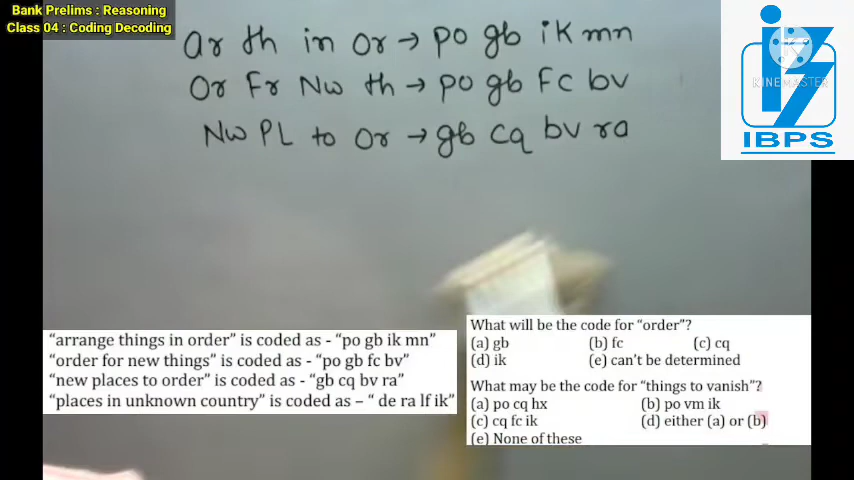 Bank Prelims : Reasoning
Class 04 : Coding Decoding
Ar th in Or → po gb ik mn
Or Fr Nw th → po gb Fc bv
Nw PL to Or → gb cq bv ra
KINEMASTER
IBPS
“arrange things in order” is coded as - “po gb ik mn”
“order for new things” is coded as - “po gb fc bv”
“new places to order” is coded as - “gb cq bv ra”
“places in unknown country” is coded as – “ de ra lf ik”
What will be the code for “order”?
(a) gb (b) fc (c) cq
(d) ik (e) can’t be determined
What may be the code for “things to vanish”?
(a) po cq hx (b) po vm ik
(c) cq fc ik (d) either (a) or (b)
(e) None of these